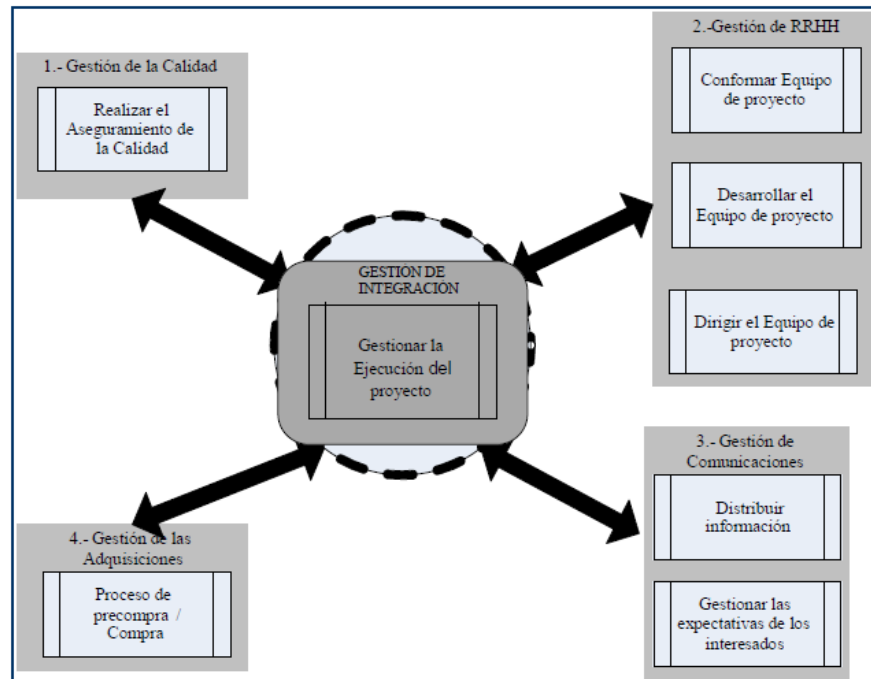 1.- Gestión de la Calidad
Realizar el
Aseguramiento de
la Calidad
2.-Gestión de RRHH
Conformar Equipo
de proyecto
Desarrollar el
Equipo de proyecto
Dirigir el Equipo de
proyecto
GESTIÓN DE
INTEGRACIÓN
Gestionar la
Ejecución del
proyecto
3.- Gestión de
Comunicaciones
Distribuir
información
Gestionar las
expectativas de los
interesados
4.- Gestión de las
Adquisiciones
Proceso de
precompra /
Compra